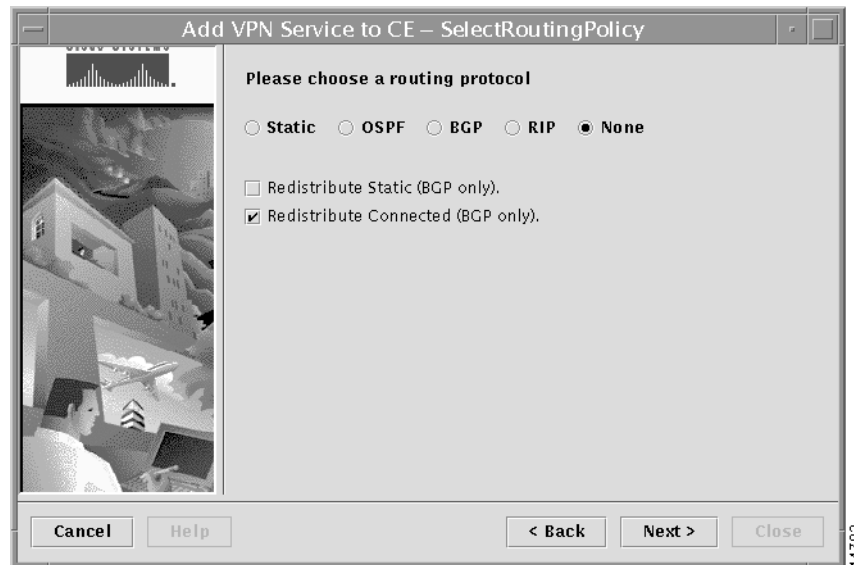 Add VPN Service to CE – SelectRoutingPolicy
Please choose a routing protocol
Static OSPF BGP RIP None
Redistribute Static (BGP only).
Redistribute Connected (BGP only).
Cancel Help < Back Next > Close